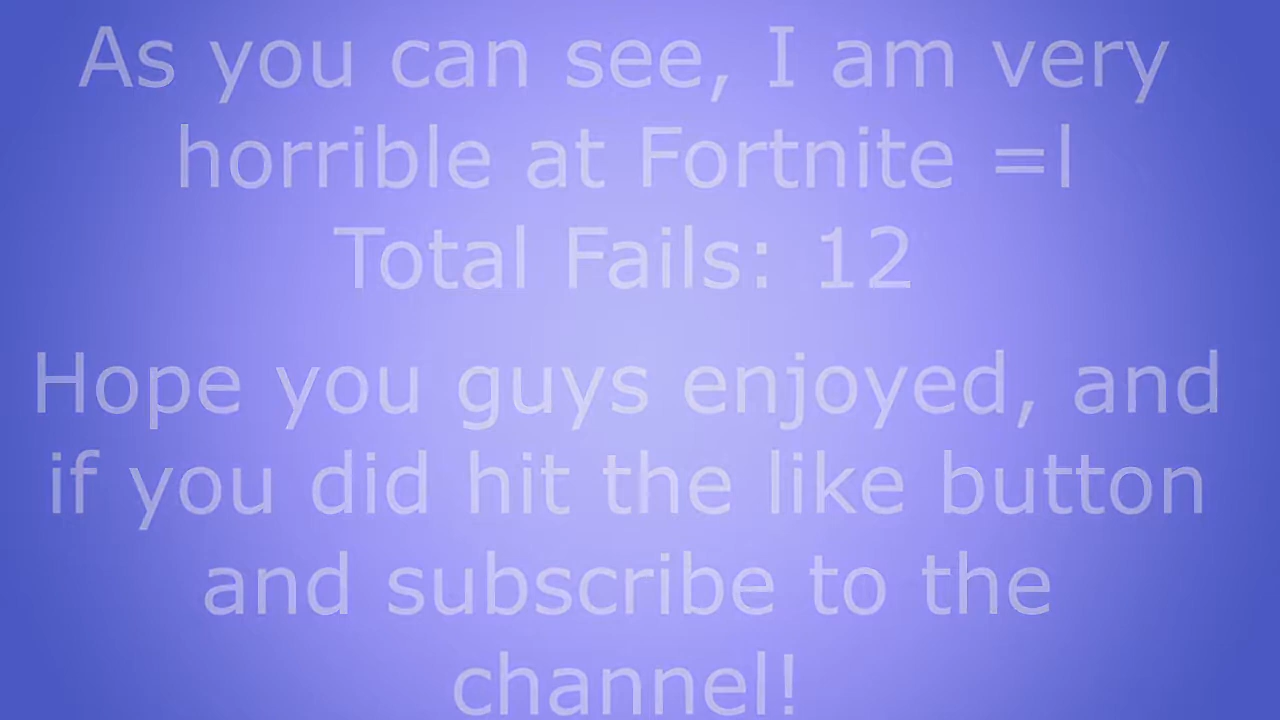 As you can see, I am very
horrible at Fortnite =l
Total Fails: 12
Hope you guys enjoyed, and
if you did hit the like button
and subscribe to the
channel!